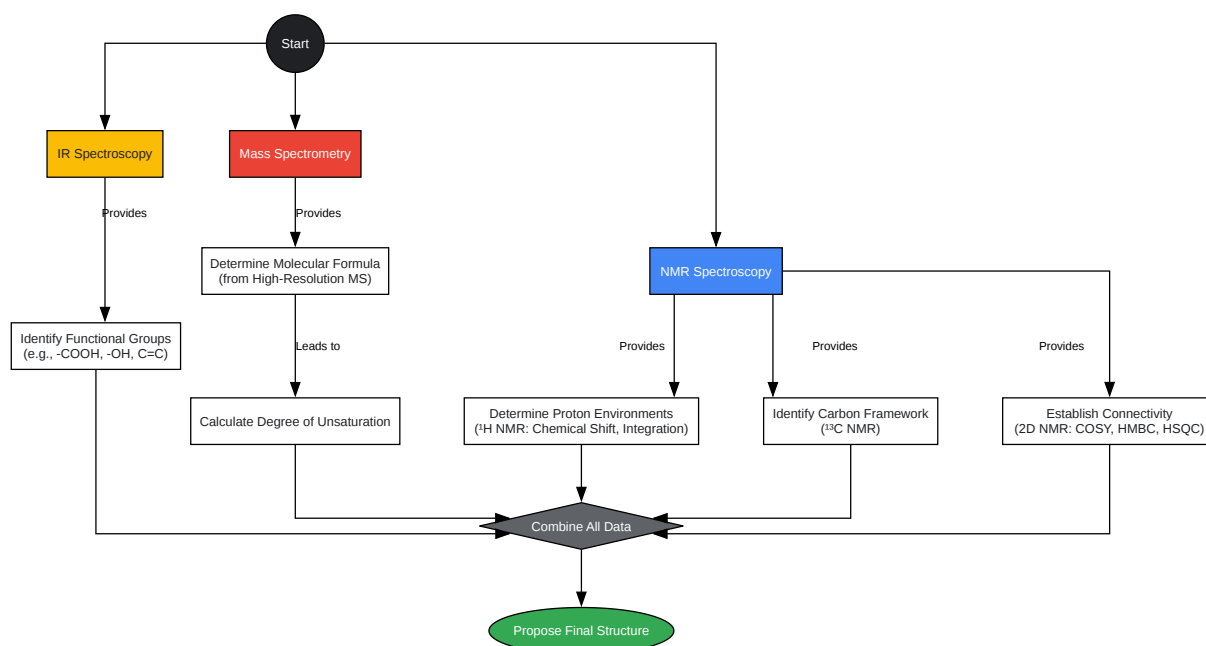 Start
IR Spectroscopy
Mass Spectrometry
Provides
Provides
Determine Molecular Formula
(from High-Resolution MS)
NMR Spectroscopy
Identify Functional Groups
(e.g., -COOH, -OH, C=C)
Leads to
Provides
Provides
Provides
Calculate Degree of Unsaturation
Determine Proton Environments
(¹H NMR: Chemical Shift, Integration)
Identify Carbon Framework
(¹³C NMR)
Establish Connectivity
(2D NMR: COSY, HMBC, HSQC)
Combine All Data
Propose Final Structure